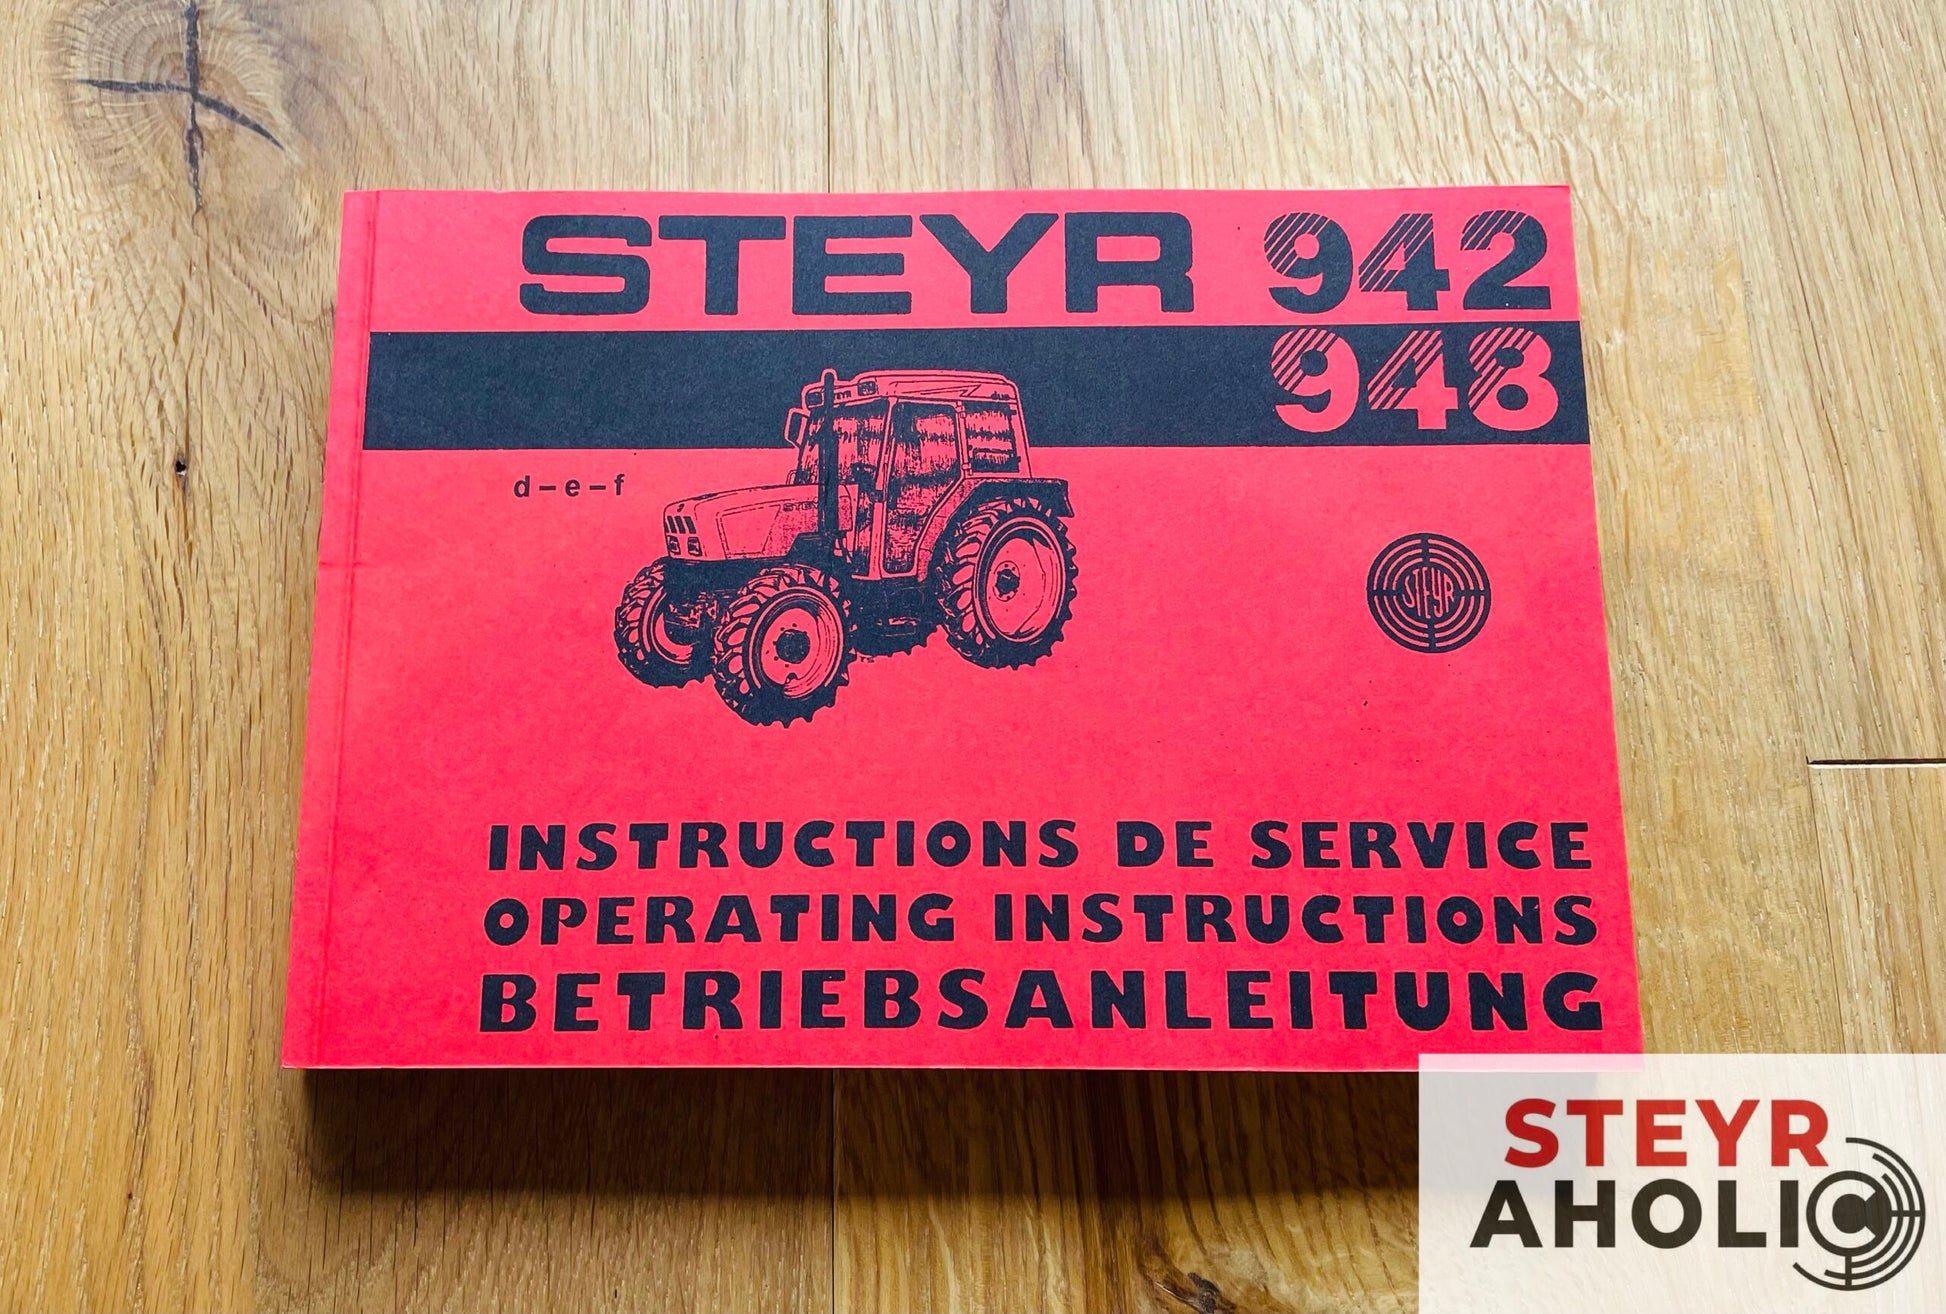 STEYR 942
948
d-e-f
STEYR
INSTRUCTIONS DE SERVICE
OPERATING INSTRUCTIONS
BETRIEBSANLEITUNG
STEYR
AHOLIC